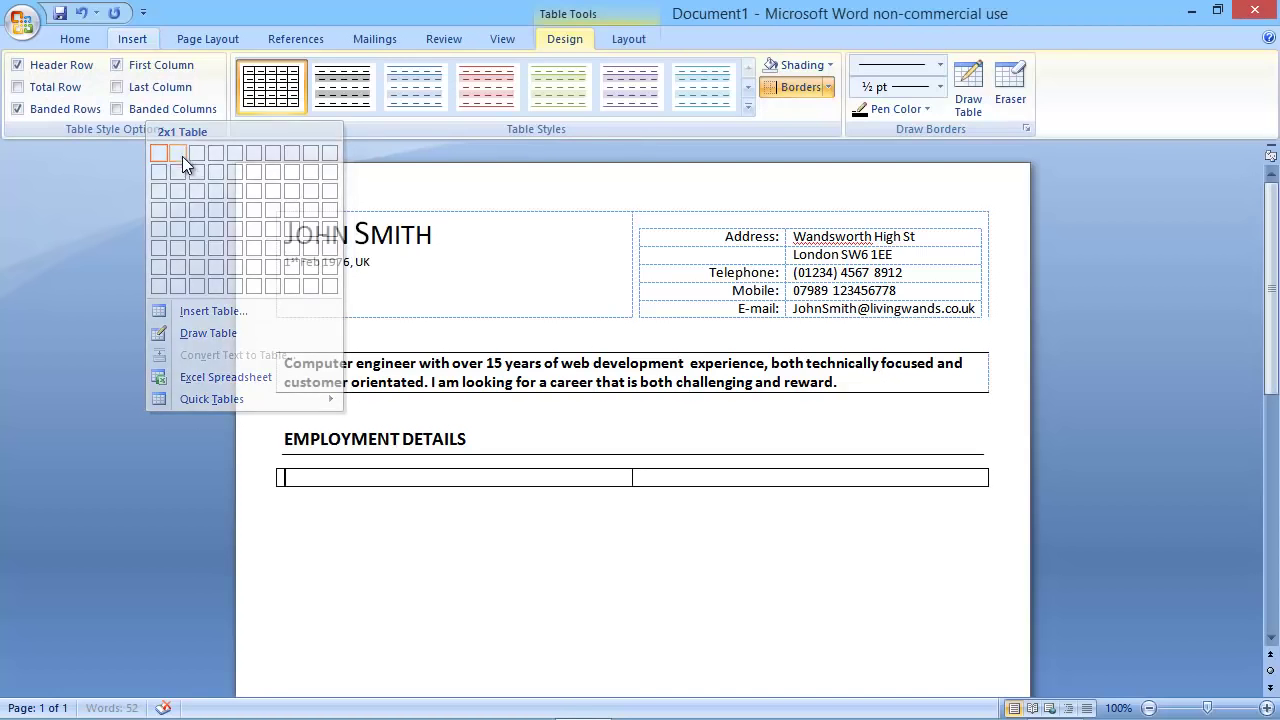 Table Tools
Document1 - Microsoft Word non-commercial use
Home Insert Page Layout References Mailings Review View Design Layout
Header Row First Column
Total Row Last Column
Banded Rows Banded Columns
Table Style Optio
Shading
Borders
Table Styles
½ pt
Pen Color
Draw Table
Eraser
Draw Borders
2x1 Table
Insert Table...
Draw Table
Convert Text to Table...
Excel Spreadsheet
Quick Tables
JOHN SMITH
1st Feb 1976, UK
Address: Wandsworth High St
London SW6 1EE
Telephone: (01234) 4567 8912
Mobile: 07989 123456778
E-mail: JohnSmith@livingwands.co.uk
Computer engineer with over 15 years of web development experience, both technically focused and
customer orientated. I am looking for a career that is both challenging and reward.
EMPLOYMENT DETAILS
Page: 1 of 1 Words: 52 100%